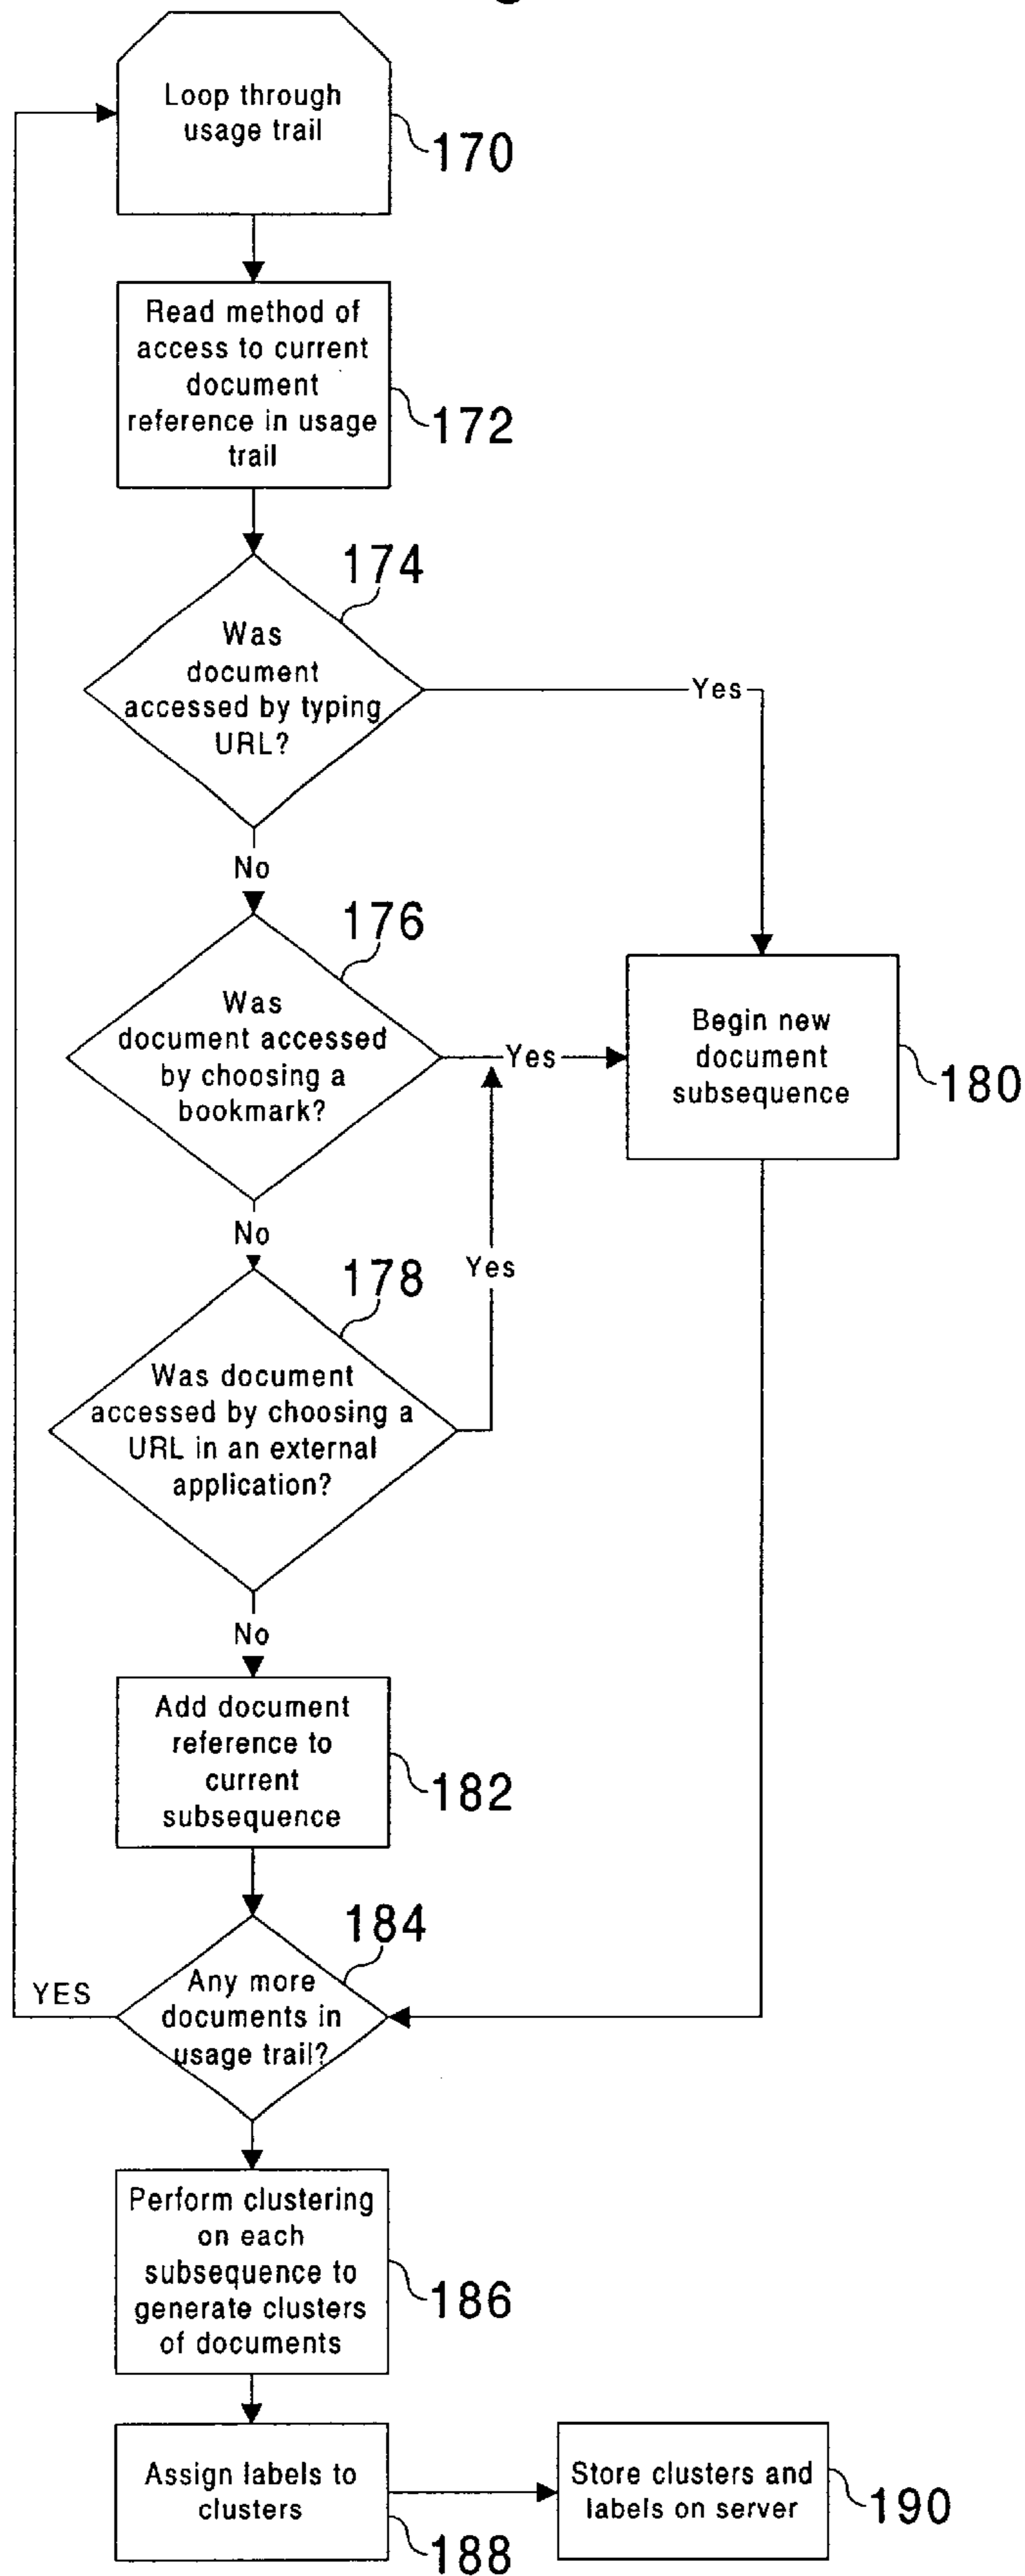 Loop through
usage trail
170
Read method of
access to current
document
reference in usage
trail
172
174
Was
document
accessed by typing
URL?
Yes
No
176
Was
document accessed
by choosing a
bookmark?
Yes
Begin new
document
subsequence
180
No
178
Yes
Was document
accessed by choosing a
URL in an external
application?
No
Add document
reference to
current
subsequence
182
184
Any more
documents in
usage trail?
YES
Perform clustering
on each
subsequence to
generate clusters
of documents
186
Assign labels to
clusters
188
Store clusters and
labels on server
190